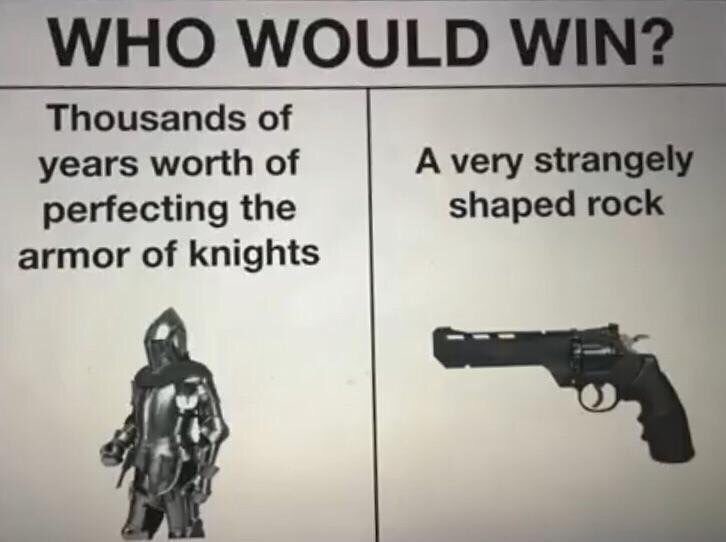 WHO WOULD WIN?
Thousands of
years worth of
perfecting the
armor of knights
A very strangely
shaped rock